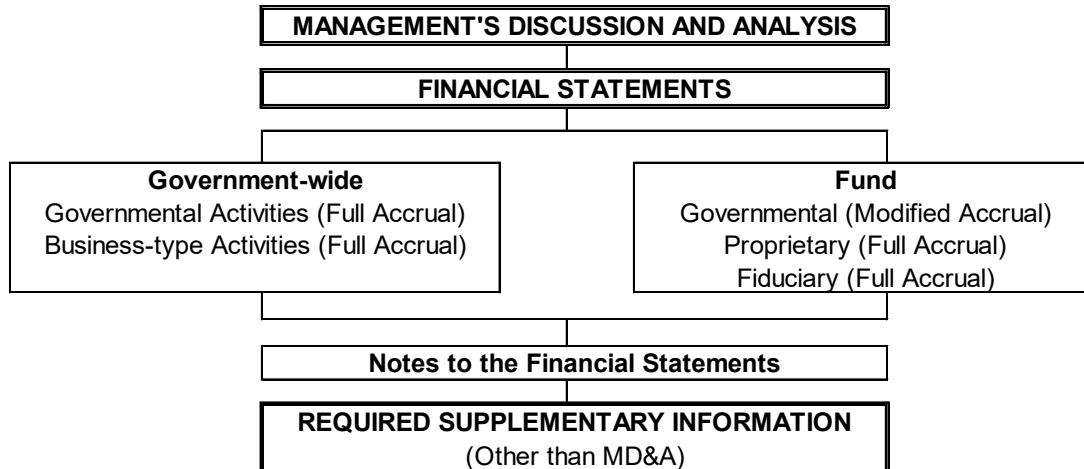 MANAGEMENT'S DISCUSSION AND ANALYSIS
FINANCIAL STATEMENTS
Government-wide
Governmental Activities (Full Accrual)
Business-type Activities (Full Accrual)
Fund
Governmental (Modified Accrual)
Proprietary (Full Accrual)
Fiduciary (Full Accrual)
Notes to the Financial Statements
REQUIRED SUPPLEMENTARY INFORMATION
(Other than MD&A)